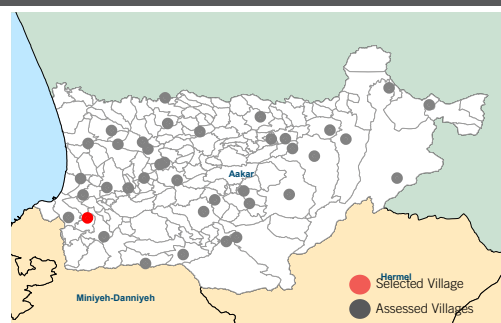 Aakar
Hermel
Selected Village
Miniyeh-Danniyeh
Assessed Villages